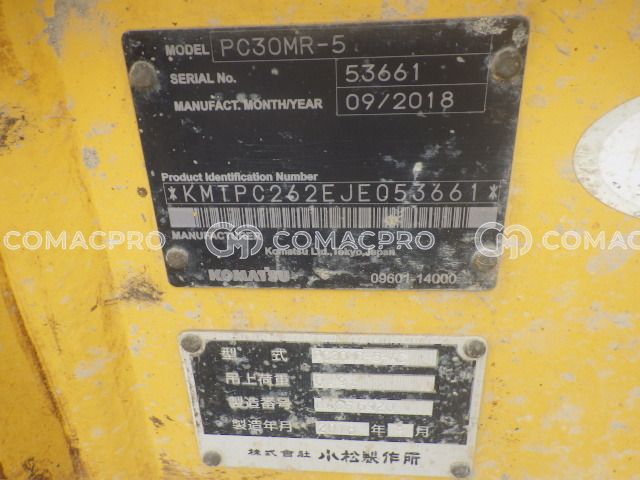 MODEL PC30MR-5
SERIAL No. 53661
MANUFACT. MONTH/YEAR 09/2018
Product Identification Number
*KMTPC262EJE053661*
COMACPRO COMACPRO COMACPRO
MANUFACTURER
Komatsu Ltd., Tokyo, Japan
KOMATSU 09601-14000
型式
吊上荷重
製造番号
製造年月 年 月
株式會社 小松製作所